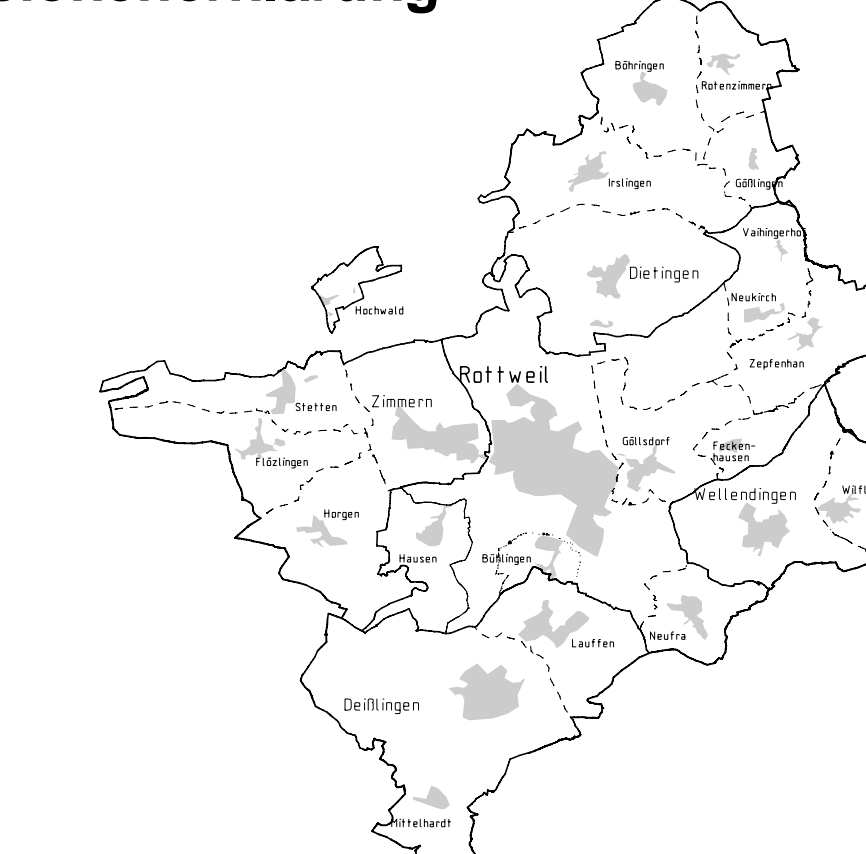 Böhringen
Rotenzimmern
Irslingen
Gößlingen
Vaihingerho
Dietingen
Neukirch
Hochwald
Zepfenhan
Rottweil
Zimmern
Stetten
Göllsdorf
Flözlingen
Fecken-
hausen
Wellendingen
Wilfl
Horgen
Hausen
Bühlingen
Neufra
Lauffen
Deißlingen
Mittelhardt